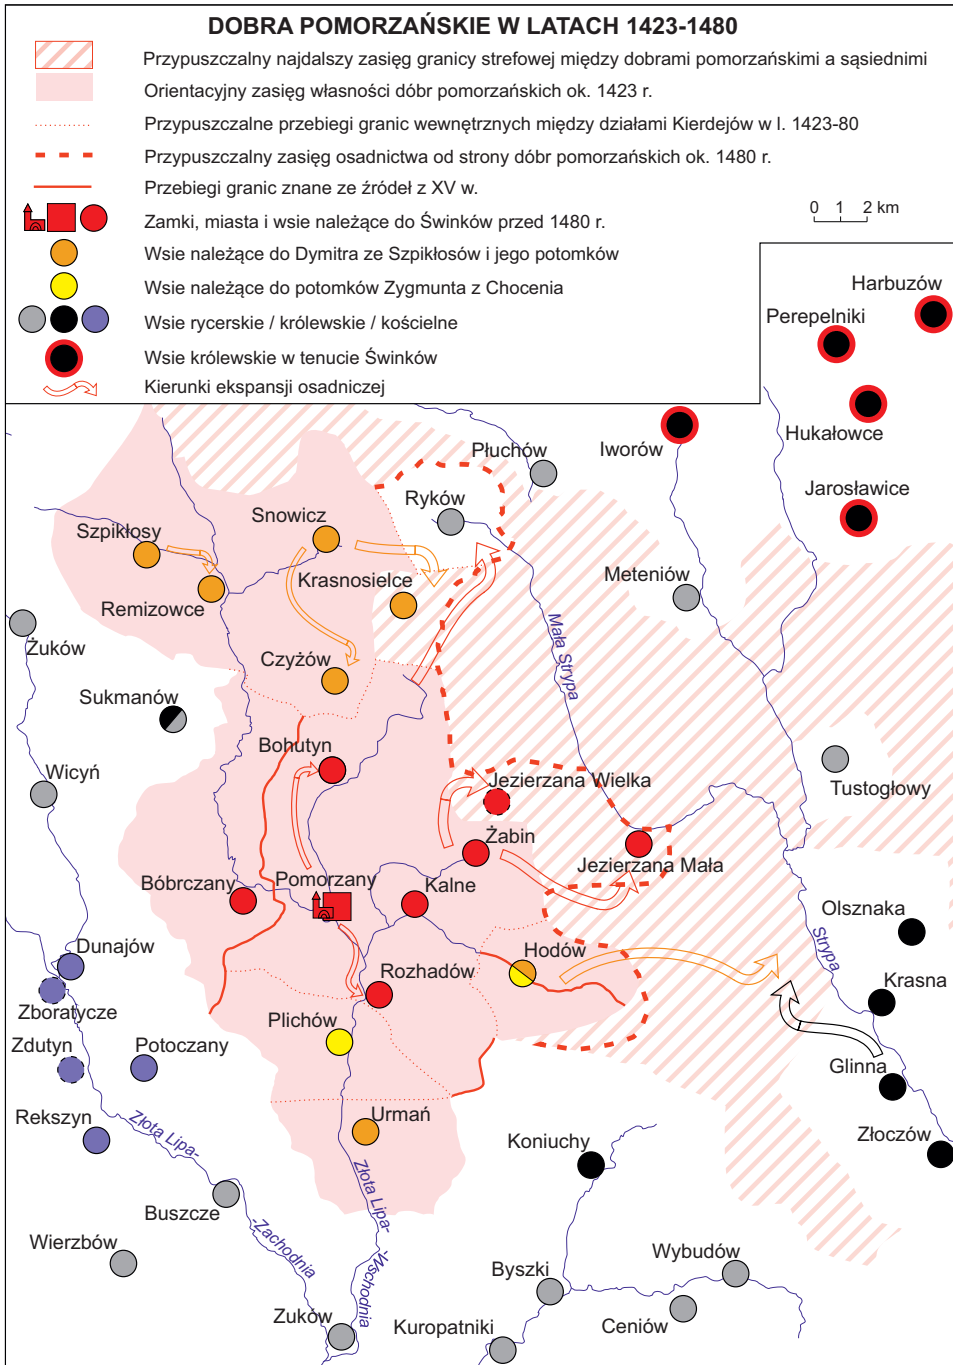 DOBRA POMORZAŃSKIE W LATACH 1423-1480
Przypuszczalny najdalszy zasięg granicy strefowej między dobrami pomorzańskimi a sąsiednimi
Orientacyjny zasięg własności dóbr pomorzańskich ok. 1423 r.
Przypuszczalne przebiegi granic wewnętrznych między działami Kierdejów w l. 1423-80
Przypuszczalny zasięg osadnictwa od strony dóbr pomorzańskich ok. 1480 r.
Przebiegi granic znane ze źródeł z XV w.
Zamki, miasta i wsie należące do Świnków przed 1480 r.
0 1 2 km
Wsie należące do Dymitra ze Szpikłosów i jego potomków
Wsie należące do potomków Zygmunta z Chocenia
Wsie rycerskie / królewskie / kościelne
Wsie królewskie w tenucie Świnków
Kierunki ekspansji osadniczej
Harbuzów
Perepelniki
Hukałowce
Iworów
Płuchów
Jarosławice
Ryków
Snowicz
Szpikłosy
Krasnosielce
Meteniów
Remizowce
Żuków
Mała Strypa
Czyżów
Sukmanów
Bohutyn
Wicyń
Jezierzana Wielka
Tustogłowy
Żabin
Jezierzana Mała
Bóbrczany
Pomorzany
Kalne
Olsznaka
Dunajów
Hodów
Strypa
Rozhadów
Krasna
Zboratycze
Plichów
Zdutyn
Potoczany
Glinna
Rekszyn
Złota Lipa-
Urmań
Koniuchy
Złoczów
Złota Lipa-
Buszcze
-Zachodnia
Wierzbów
-Wschodnia
Wybudów
Byszki
Zuków
Kuropatniki
Ceniów